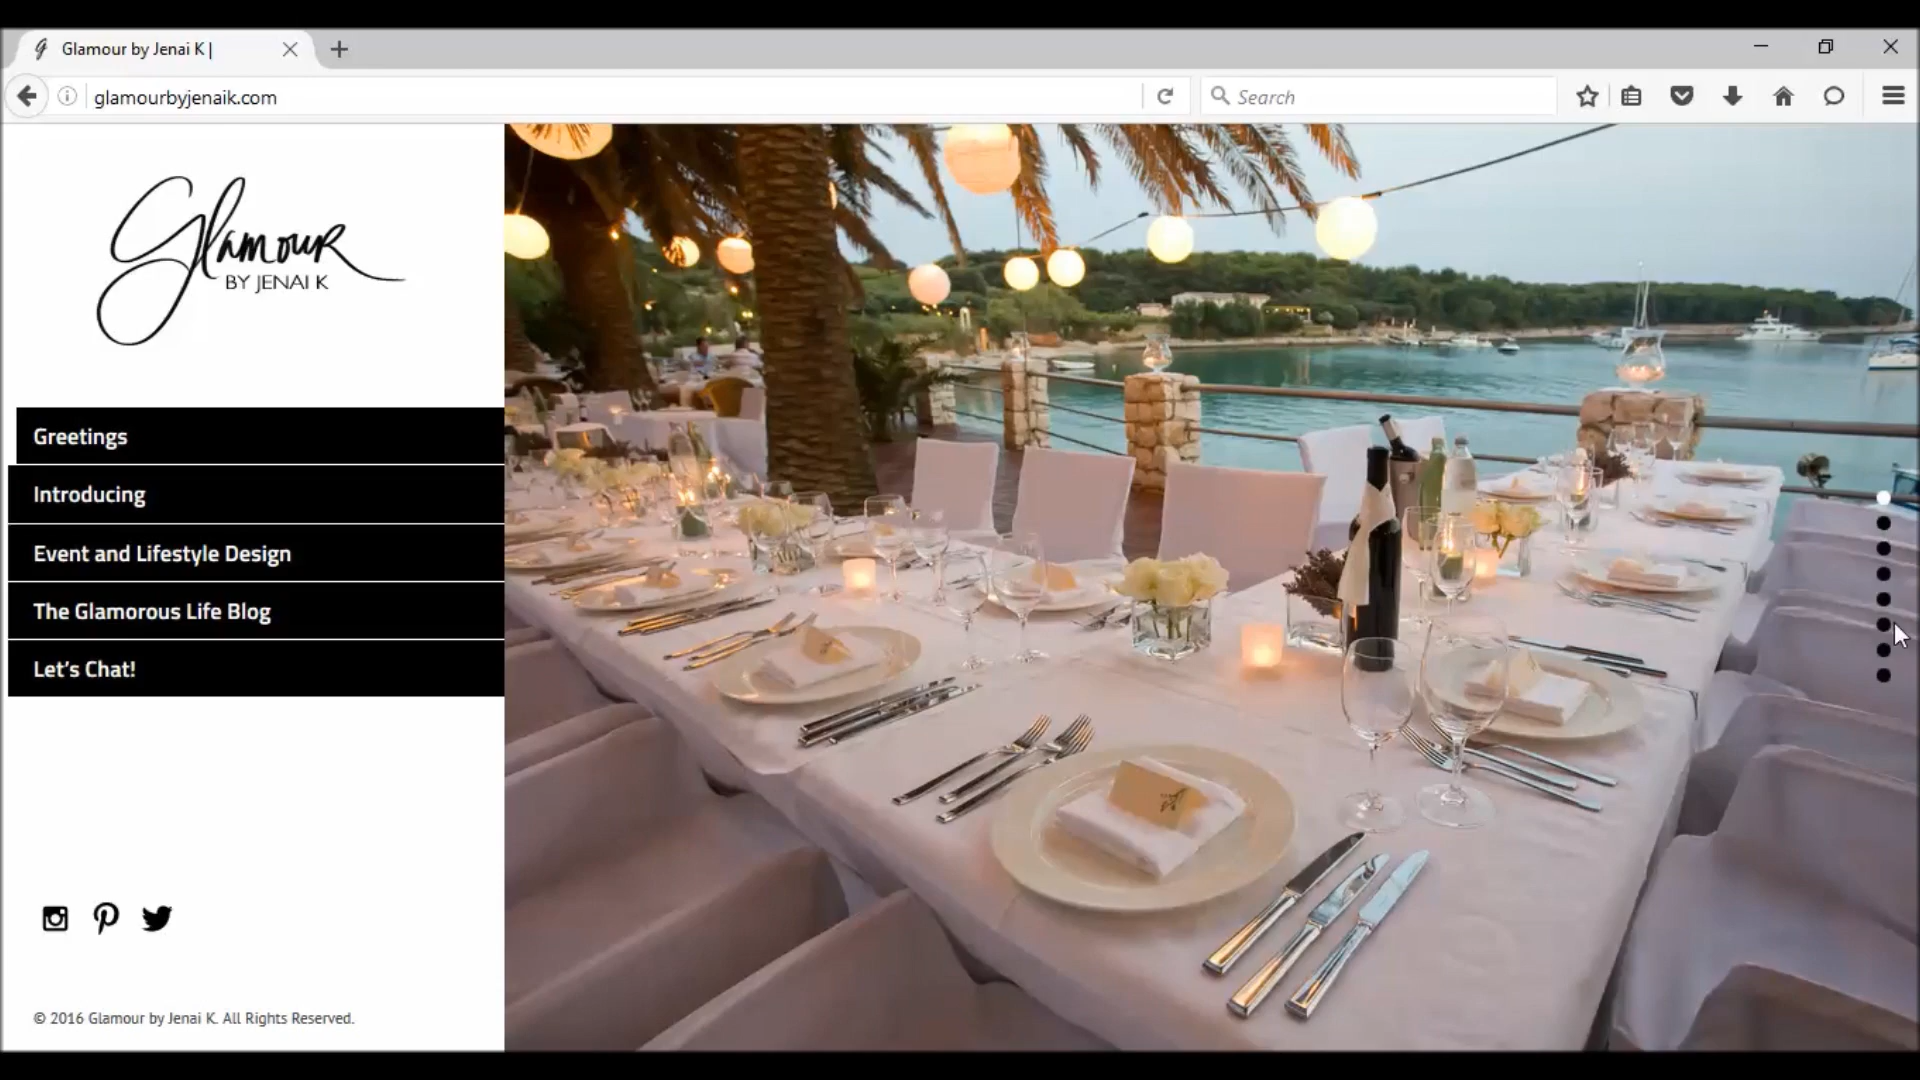 Glamour by Jenai K |
glamourbyjenaik.com
Search
Glamour
BY JENAI K
Greetings
Introducing
Event and Lifestyle Design
The Glamorous Life Blog
Let's Chat!
© 2016 Glamour by Jenai K. All Rights Reserved.